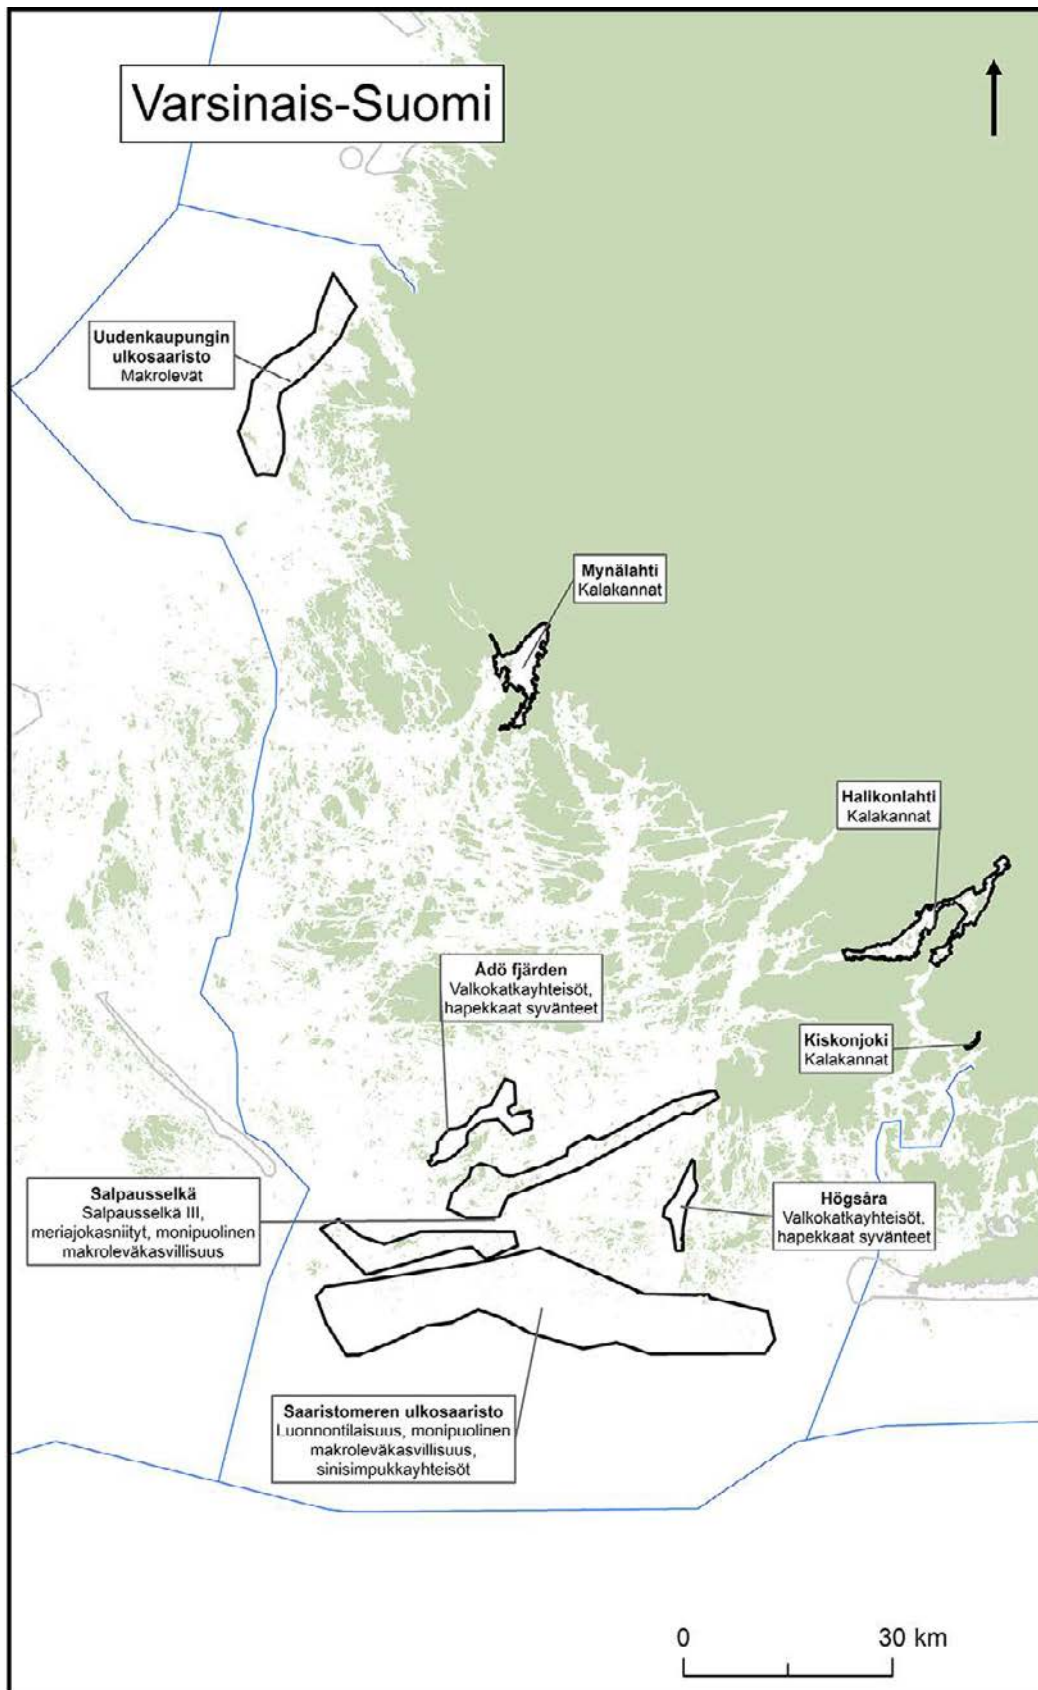 Varsinais-Suomi
Uudenkaupungin
ulkosaaristo
Makrolevät
Mynälahti
Kalakannat
Halikonlahti
Kalakannat
Ådö fjärden
Valkokatkayhteisöt,
hapekkaat syvänteet
Kiskonjoki
Kalakannat
Salpausselkä
Salpausselkä III,
meriajokasniityt, monipuolinen
makroleväkasvillisuus
Högsåra
Valkokatkayhteisöt,
hapekkaat syvänteet
Saaristomeren ulkosaaristo
Luonnontilaisuus, monipuolinen
makroleväkasvillisuus,
sinisimpukkayhteisöt
0 30 km